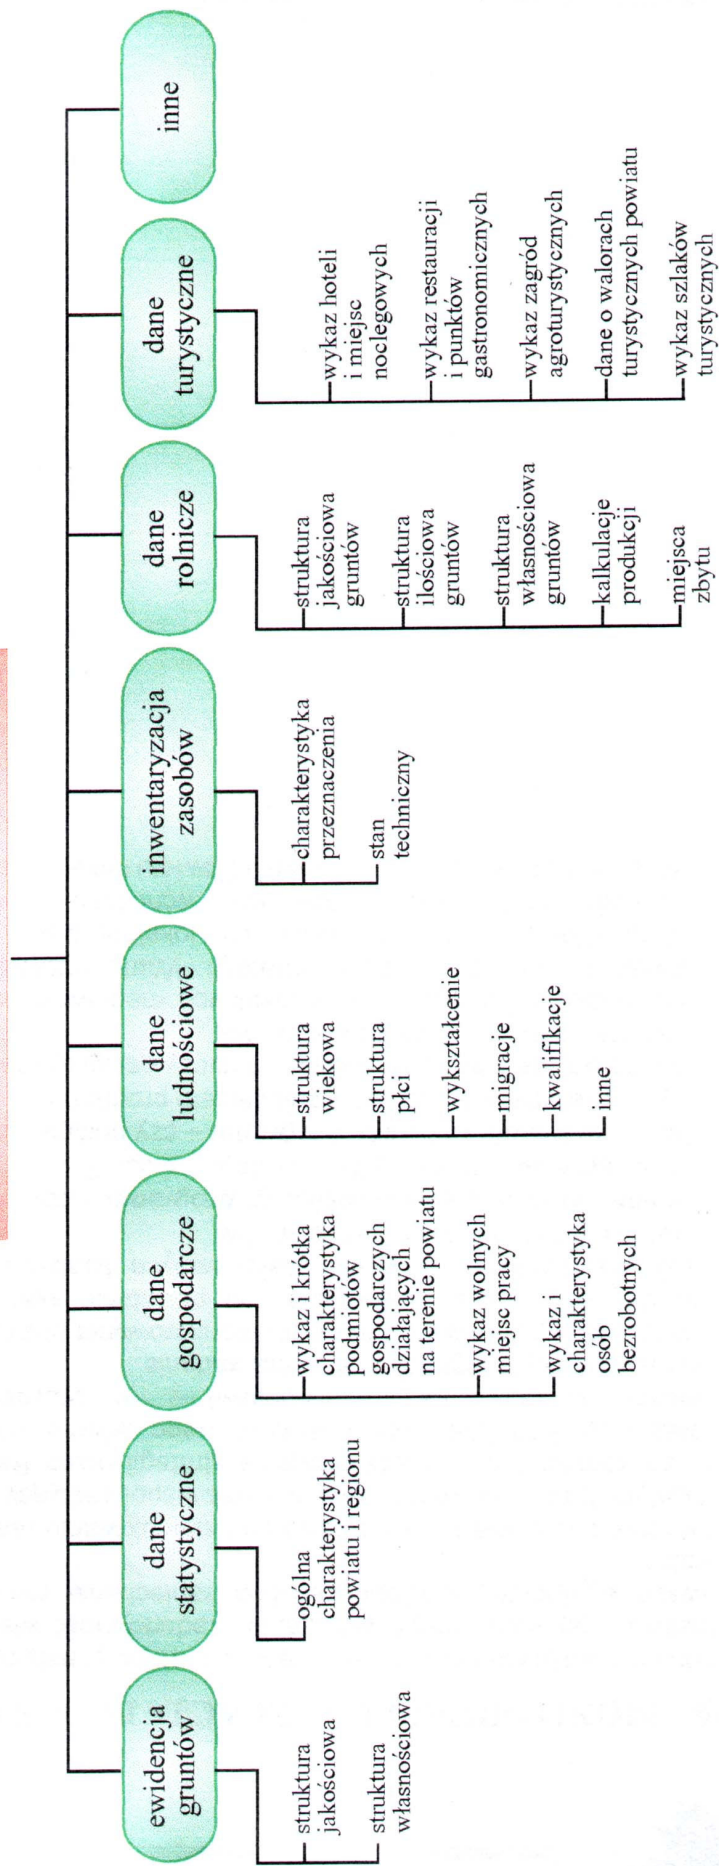 ewidencja
gruntów
struktura
jakościowa
struktura
własnościowa
dane
statystyczne
ogólna
charakterystyka
powiatu i regionu
dane
gospodarcze
wykaz i krótka
charakterystyka
podmiotów
gospodarczych
działających
na terenie powiatu
wykaz wolnych
miejsc pracy
wykaz i
charakterystyka
osób
bezrobotnych
dane
ludnościowe
struktura
wiekowa
struktura
płci
wykształcenie
migracje
kwalifikacje
inne
inwentaryzacja
zasobów
charakterystyka
przeznaczenia
stan
techniczny
dane
rolnicze
struktura
jakościowa
gruntów
struktura
ilościowa
gruntów
struktura
własnościowa
gruntów
kalkulacje
produkcji
miejsca
zbytu
dane
turystyczne
wykaz hoteli
i miejsc
noclegowych
wykaz restauracji
i punktów
gastronomicznych
wykaz zagród
agroturystycznych
dane o walorach
turystycznych powiatu
wykaz szlaków
turystycznych
inne